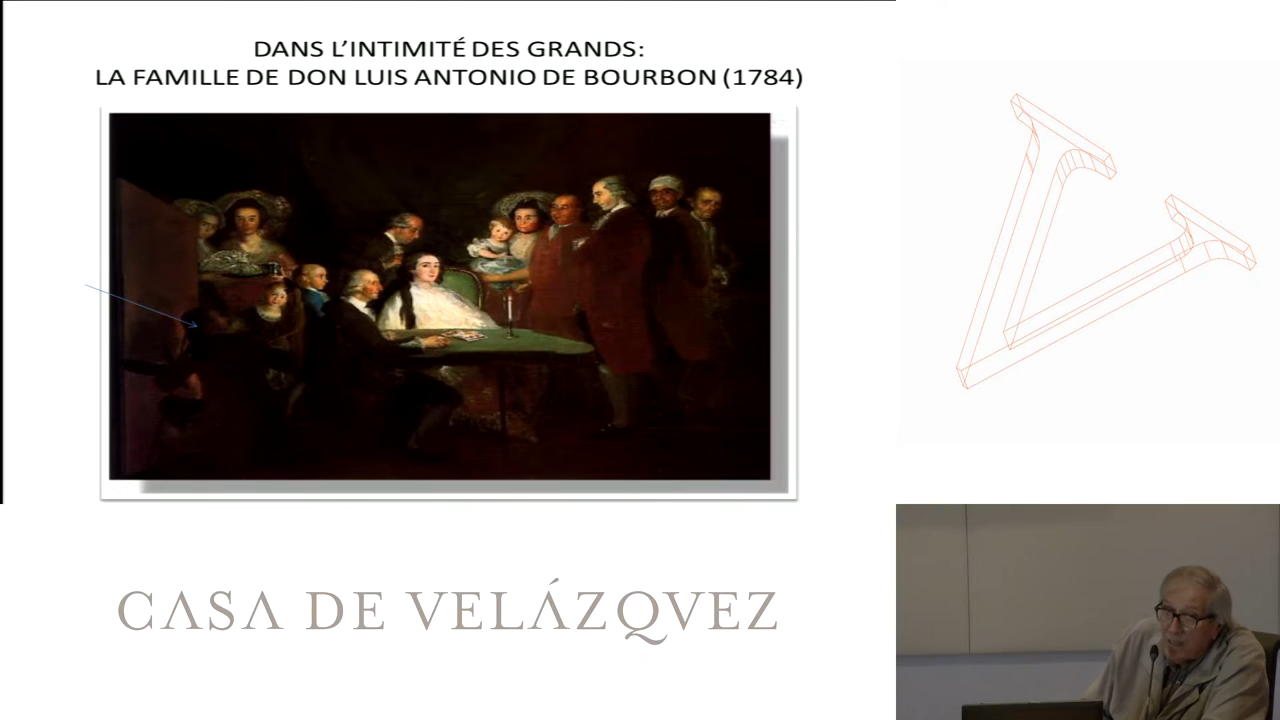 DANS L’INTIMITÉ DES GRANDS:
LA FAMILLE DE DON LUIS ANTONIO DE BOURBON (1784)
CASA DE VELÁZQVEZ